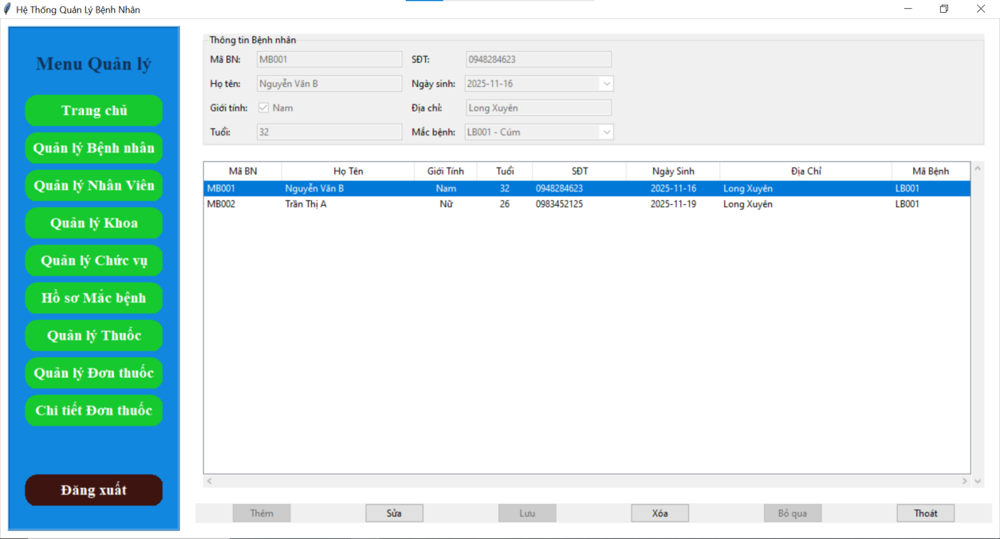 Hệ Thống Quản Lý Bệnh Nhân
Menu Quản lý
Trang chủ
Quản lý Bệnh nhân
Quản lý Nhân Viên
Quản lý Khoa
Quản lý Chức vụ
Hồ sơ Mắc bệnh
Quản lý Thuốc
Quản lý Đơn thuốc
Chi tiết Đơn thuốc
Đăng xuất
Thông tin Bệnh nhân
Mã BN: MB001 SĐT: 0948284623
Họ tên: Nguyễn Văn B Ngày sinh: 2025-11-16
Giới tính: Nam Địa chỉ: Long Xuyên
Tuổi: 32 Mắc bệnh: LB001 - Cúm
Mã BN Họ Tên Giới Tính Tuổi SĐT Ngày Sinh Địa Chỉ Mã Bệnh
MB001 Nguyễn Văn B Nam 32 0948284623 2025-11-16 Long Xuyên LB001
MB002 Trần Thị A Nữ 26 0983452125 2025-11-19 Long Xuyên LB001
Thêm Sửa Lưu Xóa Bỏ qua Thoát